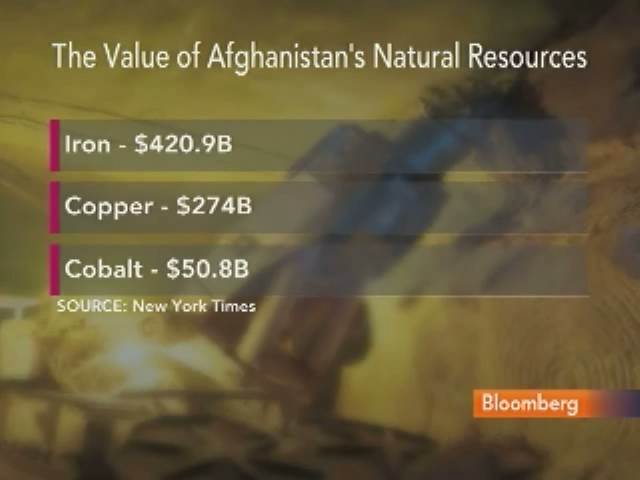 The Value of Afghanistan's Natural Resources
Iron - $420.9B
Copper - $274B
Cobalt - $50.8B
SOURCE: New York Times
Bloomberg